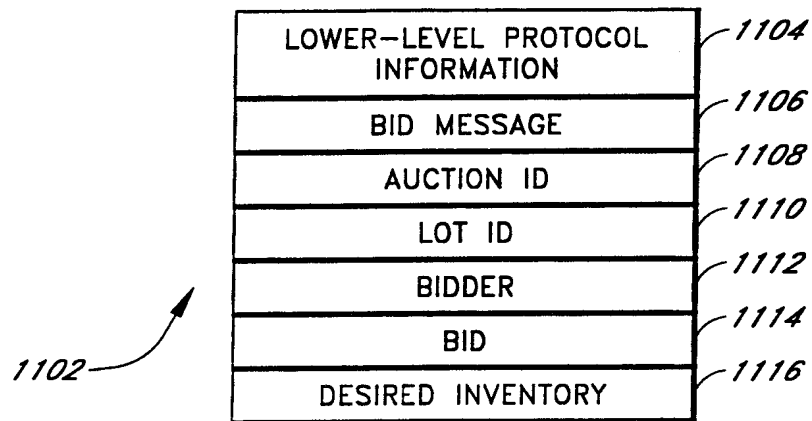 LOWER-LEVEL PROTOCOL
INFORMATION
1104
BID MESSAGE
1106
AUCTION ID
1108
LOT ID
1110
BIDDER
1112
BID
1114
DESIRED INVENTORY
1116
1102